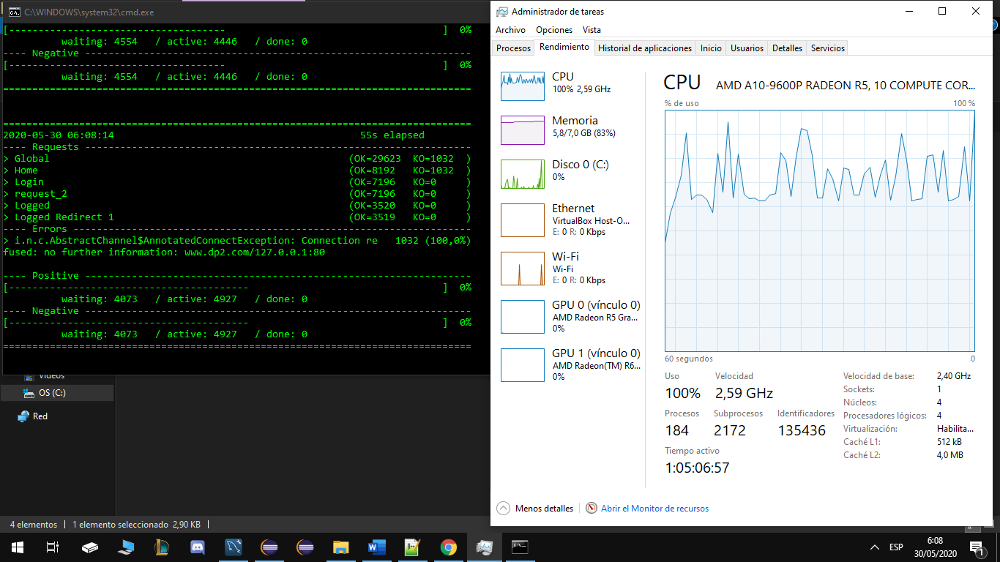 C:\WINDOWS\system32\cmd.exe
[------------------------------------- ] 0%
waiting: 4554 / active: 4446 / done: 0
---- Negative ------------------------------------------------------------------
[------------------------------------- ] 0%
waiting: 4554 / active: 4446 / done: 0
================================================================================
================================================================================
2020-05-30 06:08:14 55s elapsed
---- Requests ------------------------------------------------------------------
> Global (OK=29623 KO=1032 )
> Home (OK=8192 KO=1032 )
> Login (OK=7196 KO=0 )
> request_2 (OK=7196 KO=0 )
> Logged (OK=3520 KO=0 )
> Logged Redirect 1 (OK=3519 KO=0 )
---- Errors --------------------------------------------------------------------
> i.n.c.AbstractChannel$AnnotatedConnectException: Connection re 1032 (100,0%)
fused: no further information: www.dp2.com/127.0.0.1:80
---- Positive ------------------------------------------------------------------
[----------------------------------------- ] 0%
waiting: 4073 / active: 4927 / done: 0
---- Negative ------------------------------------------------------------------
[----------------------------------------- ] 0%
waiting: 4073 / active: 4927 / done: 0
================================================================================
Vídeos
OS (C:)
Red
4 elementos
1 elemento seleccionado 2,90 KB
Administrador de tareas
Archivo Opciones Vista
Procesos Rendimiento Historial de aplicaciones Inicio Usuarios Detalles Servicios
CPU
100% 2,59 GHz
Memoria
5,8/7,0 GB (83%)
Disco 0 (C:)
0%
Ethernet
VirtualBox Host-O...
E: 0 R: 0 Kbps
Wi-Fi
Wi-Fi
E: 0 R: 0 Kbps
GPU 0 (vínculo 0)
AMD Radeon R5 Gra...
0%
GPU 1 (vínculo 0)
AMD Radeon(TM) R6...
0%
CPU AMD A10-9600P RADEON R5, 10 COMPUTE COR...
% de uso 100 %
60 segundos 0
Uso Velocidad
100% 2,59 GHz
Procesos Subprocesos Identificadores
184 2172 135436
Tiempo activo
1:05:06:57
Velocidad de base: 2,40 GHz
Sockets: 1
Núcleos: 4
Procesadores lógicos: 4
Virtualización: Habilita...
Caché L1: 512 kB
Caché L2: 4,0 MB
Menos detalles
Abrir el Monitor de recursos
ESP
6:08
30/05/2020
1